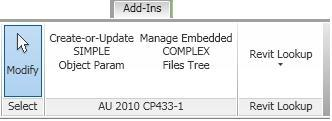 Add-Ins
Modify
Create-or-Update
SIMPLE
Object Param
Manage Embedded
COMPLEX
Files Tree
Revit Lookup
Select
AU 2010 CP433-1
Revit Lookup